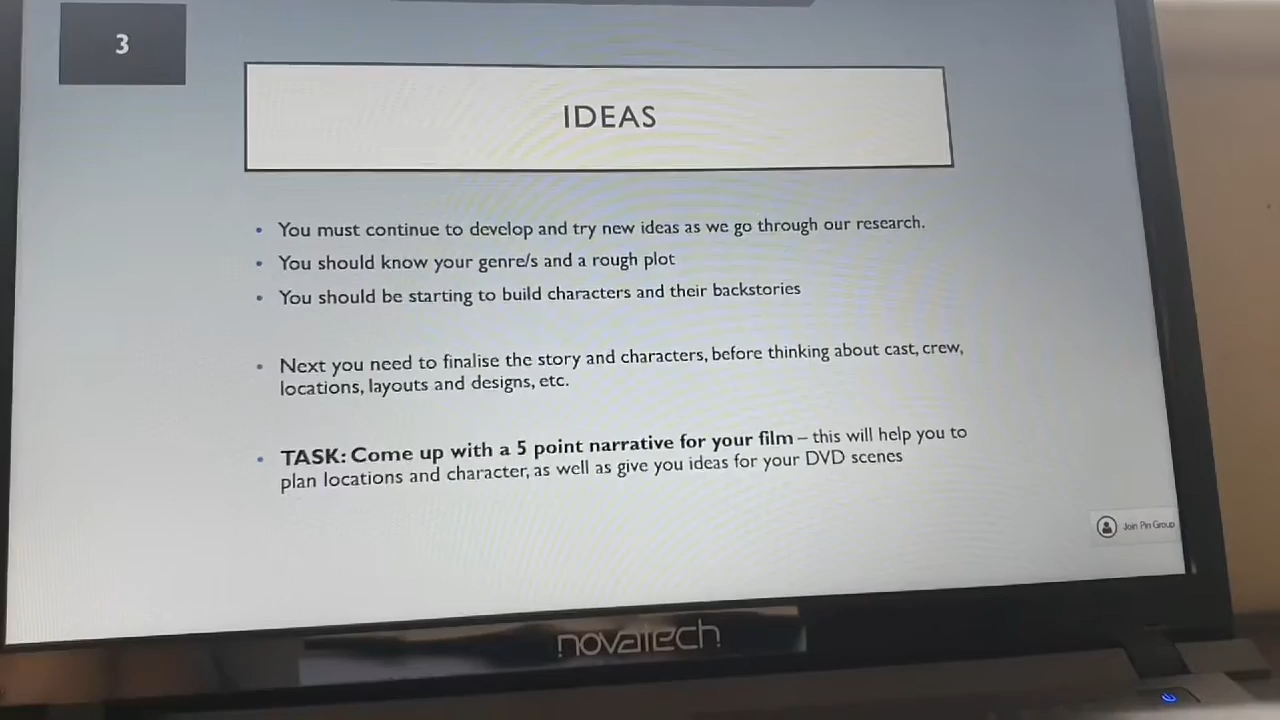 3
IDEAS
• You must continue to develop and try new ideas as we go through our research.
• You should know your genre/s and a rough plot
• You should be starting to build characters and their backstories
• Next you need to finalise the story and characters, before thinking about cast, crew,
locations, layouts and designs, etc.
• TASK: Come up with a 5 point narrative for your film – this will help you to
plan locations and character, as well as give you ideas for your DVD scenes
Join Pin Group
novatech